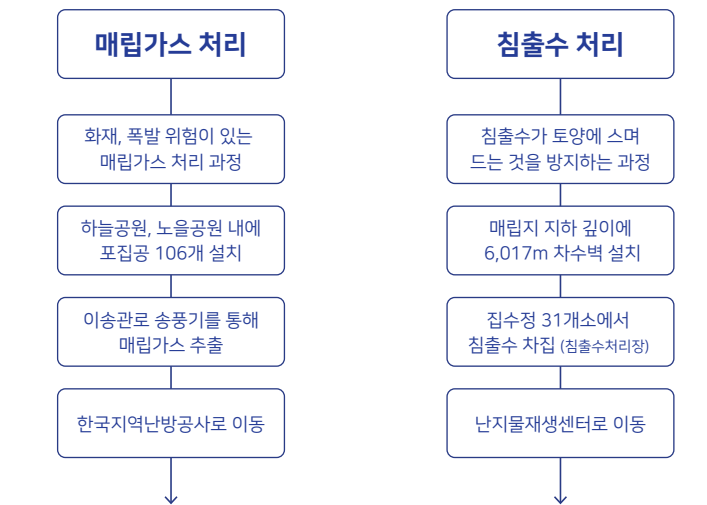 매립가스 처리
화재, 폭발 위험이 있는
매립가스 처리 과정
하늘공원, 노을공원 내에
포집공 106개 설치
이송관로 송풍기를 통해
매립가스 추출
한국지역난방공사로 이동
침출수 처리
침출수가 토양에 스며
드는 것을 방지하는 과정
매립지 지하 깊이에
6,017m 차수벽 설치
집수정 31개소에서
침출수 차집 (침출수처리장)
난지물재생센터로 이동